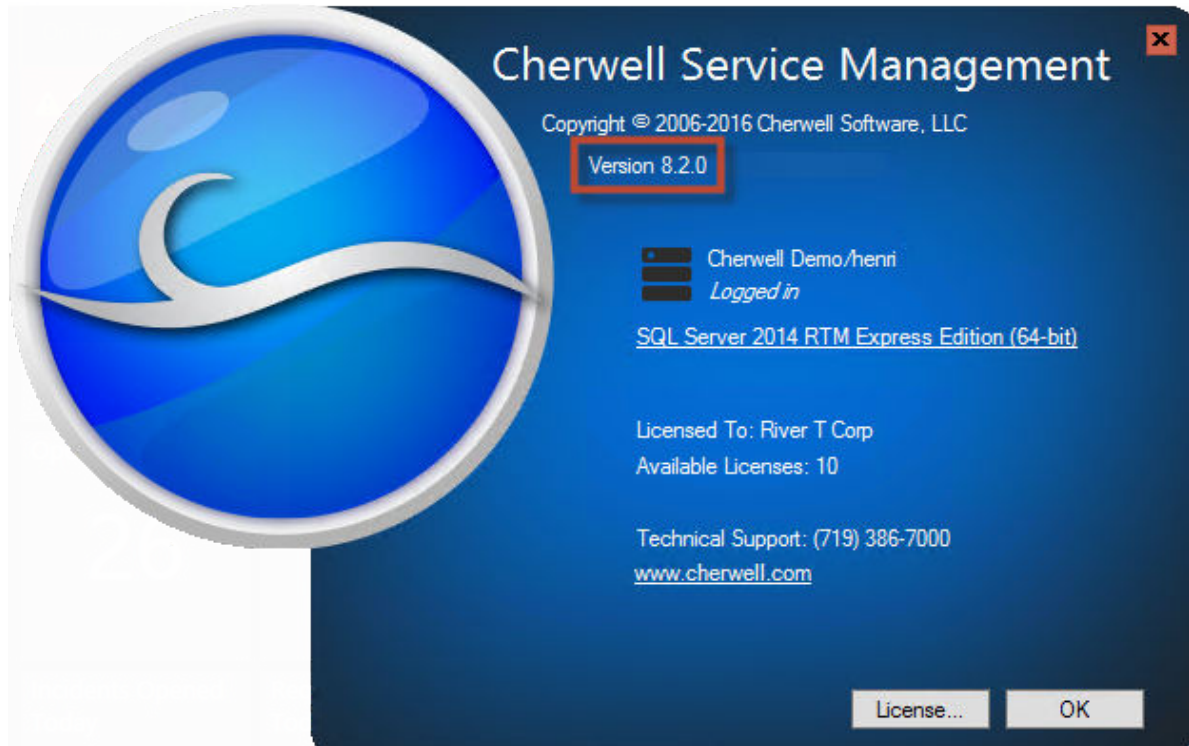 Cherwell Service Management
Copyright © 2006-2016 Cherwell Software, LLC
Version 8.2.0
Cherwell Demo/henri
Logged in
SQL Server 2014 RTM Express Edition (64-bit)
Licensed To: River T Corp
Available Licenses: 10
Technical Support: (719) 386-7000
www.cherwell.com
License...
OK